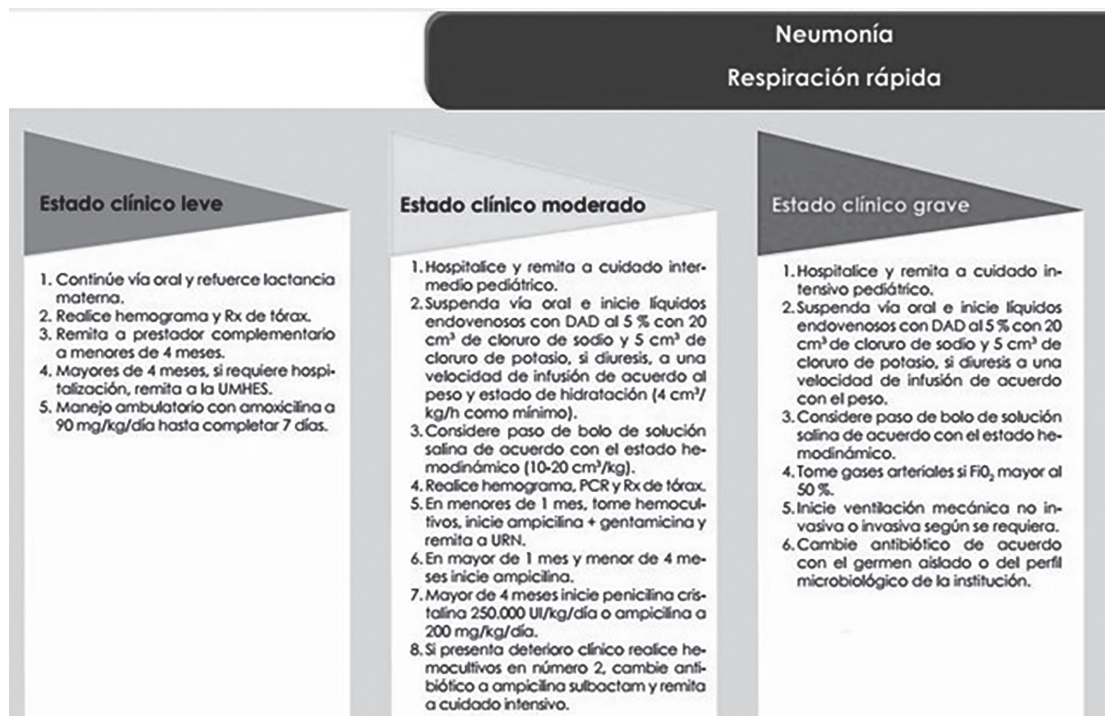 Neumonía
Respiración rápida
Estado clínico leve
1. Continúe vía oral y refuerce lactancia
materna.
2. Realice hemograma y Rx de tórax.
3. Remita a prestador complementario
a menores de 4 meses.
4. Mayores de 4 meses, si requiere hospi-
talización, remita a la UMHES.
5. Manejo ambulatorio con amoxicilina a
90 mg/kg/día hasta completar 7 días.
Estado clínico moderado
1. Hospitalice y remita a cuidado inter-
medio pediátrico.
2. Suspenda vía oral e inicie líquidos
endovenosos con DAD al 5 % con 20
cm³ de cloruro de sodio y 5 cm³ de
cloruro de potasio, si diuresis, a una
velocidad de infusión de acuerdo al
peso y estado de hidratación (4 cm³/
kg/h como mínimo).
3. Considere paso de bolo de solución
salina de acuerdo con el estado he-
modinámico (10-20 cm³/kg).
4. Realice hemograma, PCR y Rx de tórax.
5. En menores de 1 mes, tome hemocul-
tivos, inicie ampicilina + gentamicina y
remita a URN.
6. En mayor de 1 mes y menor de 4 me-
ses inicie ampicilina.
7. Mayor de 4 meses inicie penicilina cris-
talina 250.000 UI/kg/día o ampicilina a
200 mg/kg/día.
8. Si presenta deterioro clínico realice he-
mocultivos en número 2, cambie anti-
biótico a ampicilina sulbactam y remita
a cuidado intensivo.
Estado clínico grave
1. Hospitalice y remita a cuidado in-
tensivo pediátrico.
2. Suspenda vía oral e inicie líquidos
endovenosos con DAD al 5 % con 20
cm³ de cloruro de sodio y 5 cm³ de
cloruro de potasio, si diuresis a una
velocidad de infusión de acuerdo
con el peso.
3. Considere paso de bolo de solución
salina de acuerdo con el estado he-
modinámico.
4. Tome gases arteriales si FiO₂ mayor al
50 %.
5. Inicie ventilación mecánica no in-
vasiva o invasiva según se requiera.
6. Cambie antibiótico de acuerdo
con el germen aislado o del perfil
microbiológico de la institución.